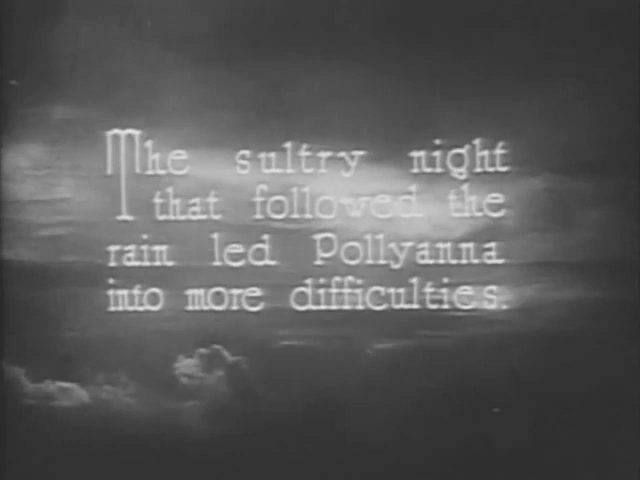 The sultry night
that followed the
rain led Pollyanna
into more difficulties.